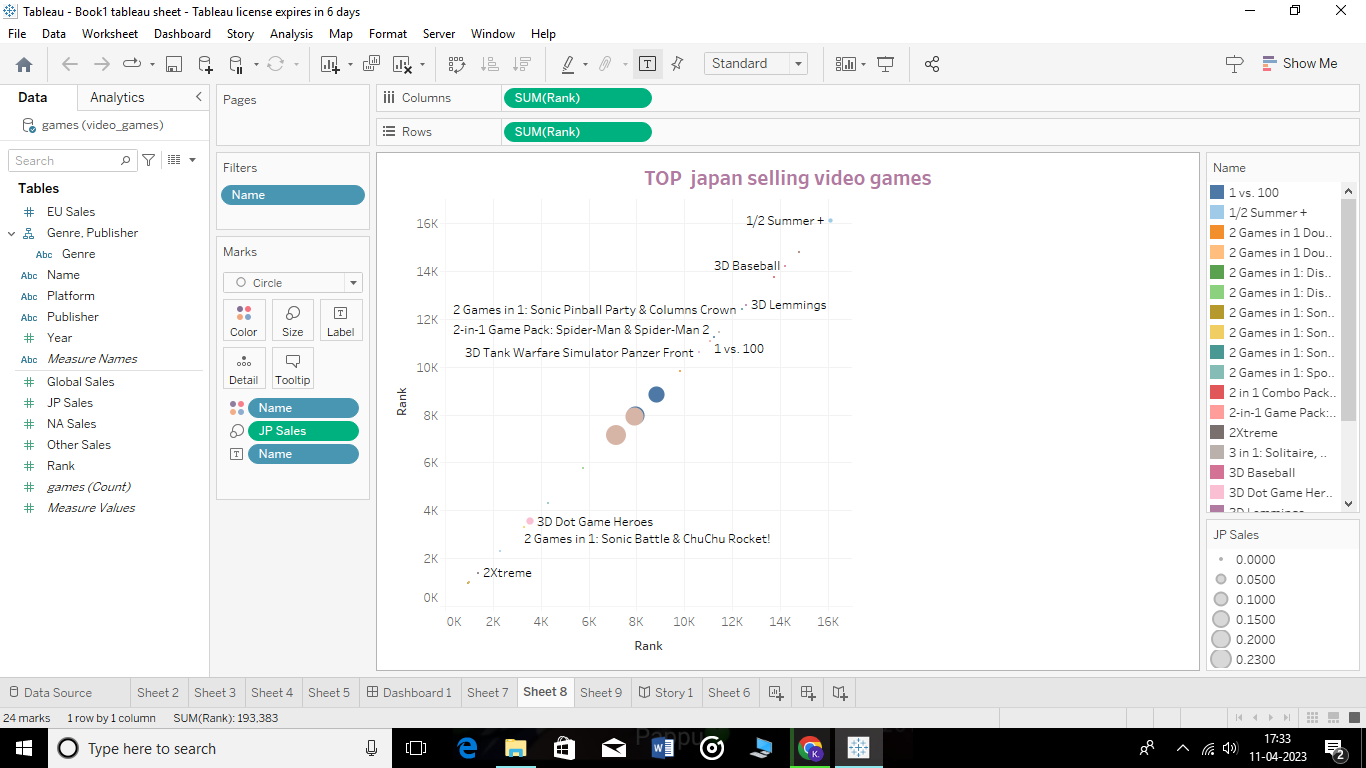 Tableau - Book1 tableau sheet - Tableau license expires in 6 days
File Data Worksheet Dashboard Story Analysis Map Format Server Window Help
Standard
Show Me
Data Analytics
games (video_games)
Search
Tables
EU Sales
Genre, Publisher
Abc Genre
Abc Name
Abc Platform
Abc Publisher
Year
Abc Measure Names
Global Sales
JP Sales
NA Sales
Other Sales
Rank
games (Count)
Measure Values
Pages
Filters
Name
Marks
Circle
Color Size Label
Detail Tooltip
Name
JP Sales
Name
Columns SUM(Rank)
Rows SUM(Rank)
TOP japan selling video games
16K
14K
12K
10K
8K
6K
4K
2K
0K
Rank
1/2 Summer +
3D Baseball
3D Lemmings
2 Games in 1: Sonic Pinball Party & Columns Crown
2-in-1 Game Pack: Spider-Man & Spider-Man 2
1 vs. 100
3D Tank Warfare Simulator Panzer Front
3D Dot Game Heroes
2 Games in 1: Sonic Battle & ChuChu Rocket!
2Xtreme
0K 2K 4K 6K 8K 10K 12K 14K 16K
Rank
Name
1 vs. 100
1/2 Summer +
2 Games in 1 Dou..
2 Games in 1 Dou..
2 Games in 1: Dis..
2 Games in 1: Dis..
2 Games in 1: Son..
2 Games in 1: Son..
2 Games in 1: Son..
2 Games in 1: Spo..
2 in 1 Combo Pack..
2-in-1 Game Pack:..
2Xtreme
3 in 1: Solitaire, ..
3D Baseball
3D Dot Game Her..
3D Lemmings
JP Sales
0.0000
0.0500
0.1000
0.1500
0.2000
0.2300
Data Source Sheet 2 Sheet 3 Sheet 4 Sheet 5 Dashboard 1 Sheet 7 Sheet 8 Sheet 9 Story 1 Sheet 6
24 marks 1 row by 1 column SUM(Rank): 193,383
Type here to search
17:33
11-04-2023
2